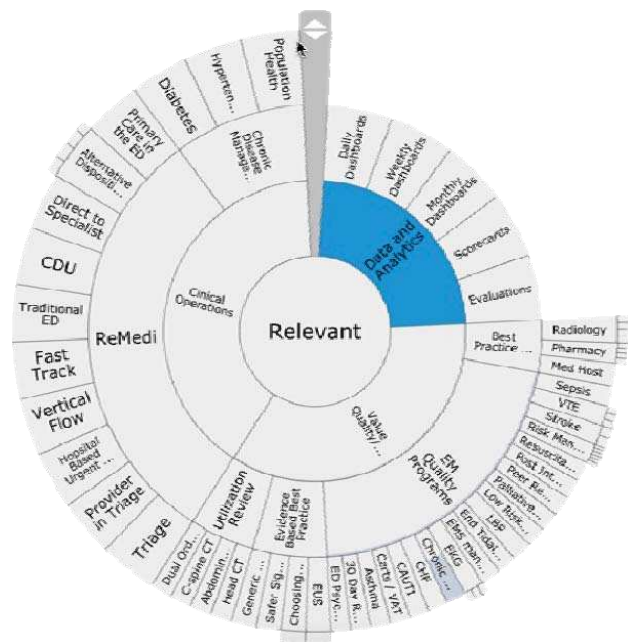 Relevant
Data and
Analytics
Daily
Dashboards
Weekly
Dashboards
Monthly
Dashboards
Scorecards
Evaluations
Value
Quality/...
Best
Practice ...
Radiology
Pharmacy
Med Host
EM
Quality
Programs
Sepsis
VTE
Stroke
Risk Man...
Resuscita...
Post Int...
Peer Re...
Palliative...
Low Risk...
LBP
End Tidal...
EMS man...
EKG
Chronic ...
CHF
CAUTI
Carts / VAT
Asthma
30 Day R...
ED Psyc...
Evidence
Based Best
Practice
EUS
Choosing...
Safer Sig...
Generic ...
Utilization
Review
Head CT
Abdomin...
C-spine CT
Dual Ord...
Clinical
Operations
ReMedi
Triage
Provider
in Triage
Hopsital
Based
Urgent ...
Vertical
Flow
Fast
Track
Traditional
ED
CDU
Direct to
Specialist
Alternative
Dispositi...
Primary
Care in
the ED
Chronic
Disease
Manage...
Diabetes
Hyperten...
Population
Health